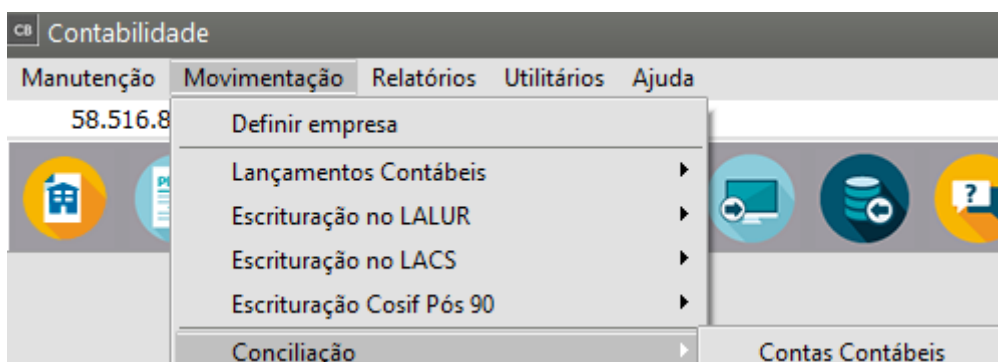 CB Contabilidade
Manutenção Movimentação Relatórios Utilitários Ajuda
58.516.8
Definir empresa
Lançamentos Contábeis
Escrituração no LALUR
Escrituração no LACS
Escrituração Cosif Pós 90
Conciliação Contas Contábeis